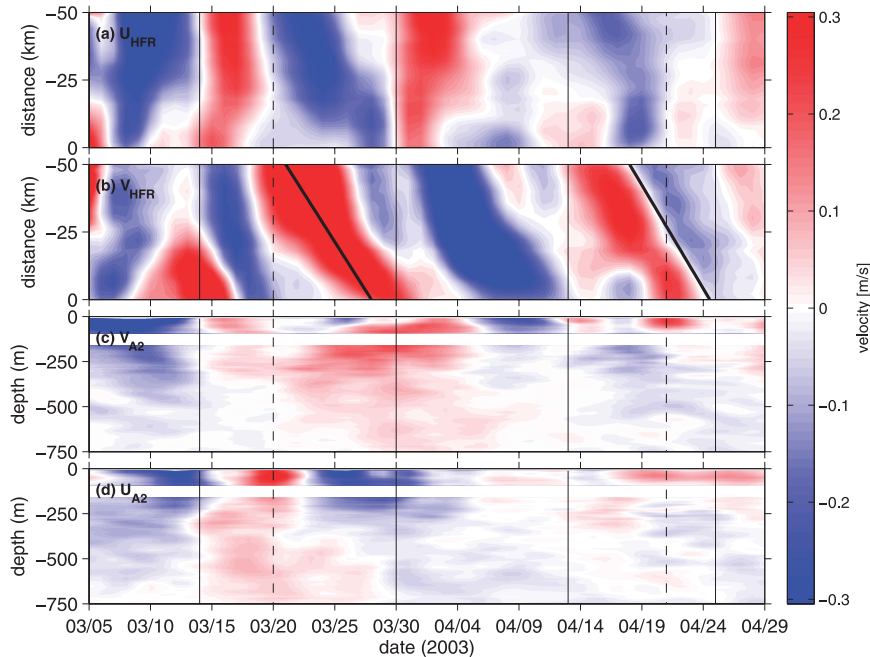 −50
−25
0
distance (km)
(a) U_HFR
−50
−25
0
distance (km)
(b) V_HFR
0
−250
−500
−750
depth (m)
(c) V_A2
0
−250
−500
−750
depth (m)
(d) U_A2
03/05 03/10 03/15 03/20 03/25 03/30 04/04 04/09 04/14 04/19 04/24 04/29
date (2003)
0.3
0.2
0.1
0
−0.1
−0.2
−0.3
velocity [m/s]